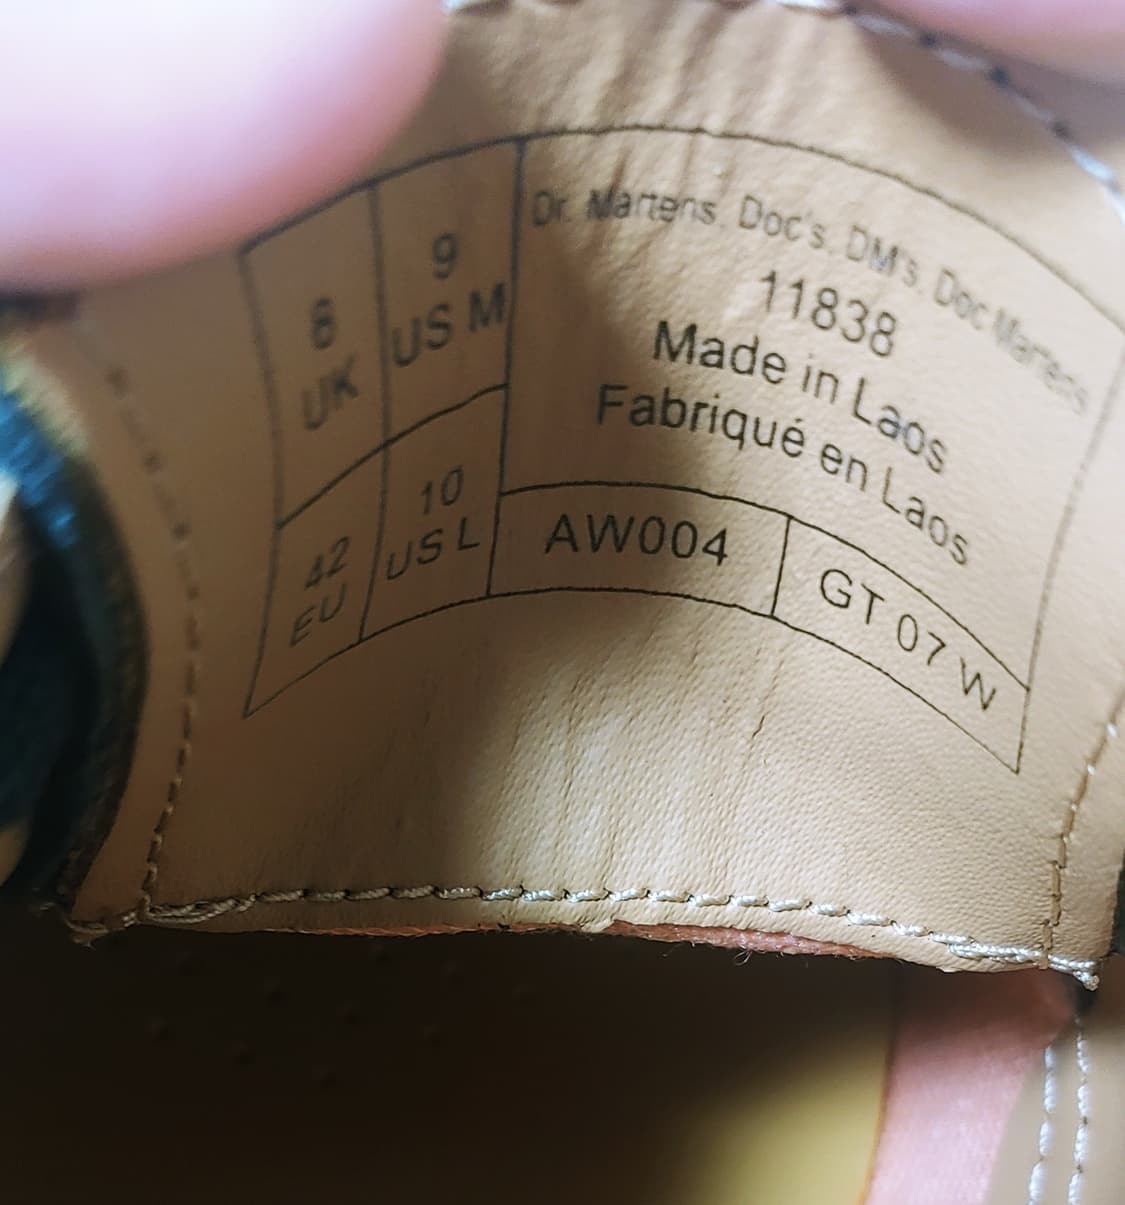 8
UK
9
US M
42
EU
10
US L
Dr. Martens, Doc's, DM's, Doc Martens
11838
Made in Laos
Fabriqué en Laos
AW004
GT 07 W